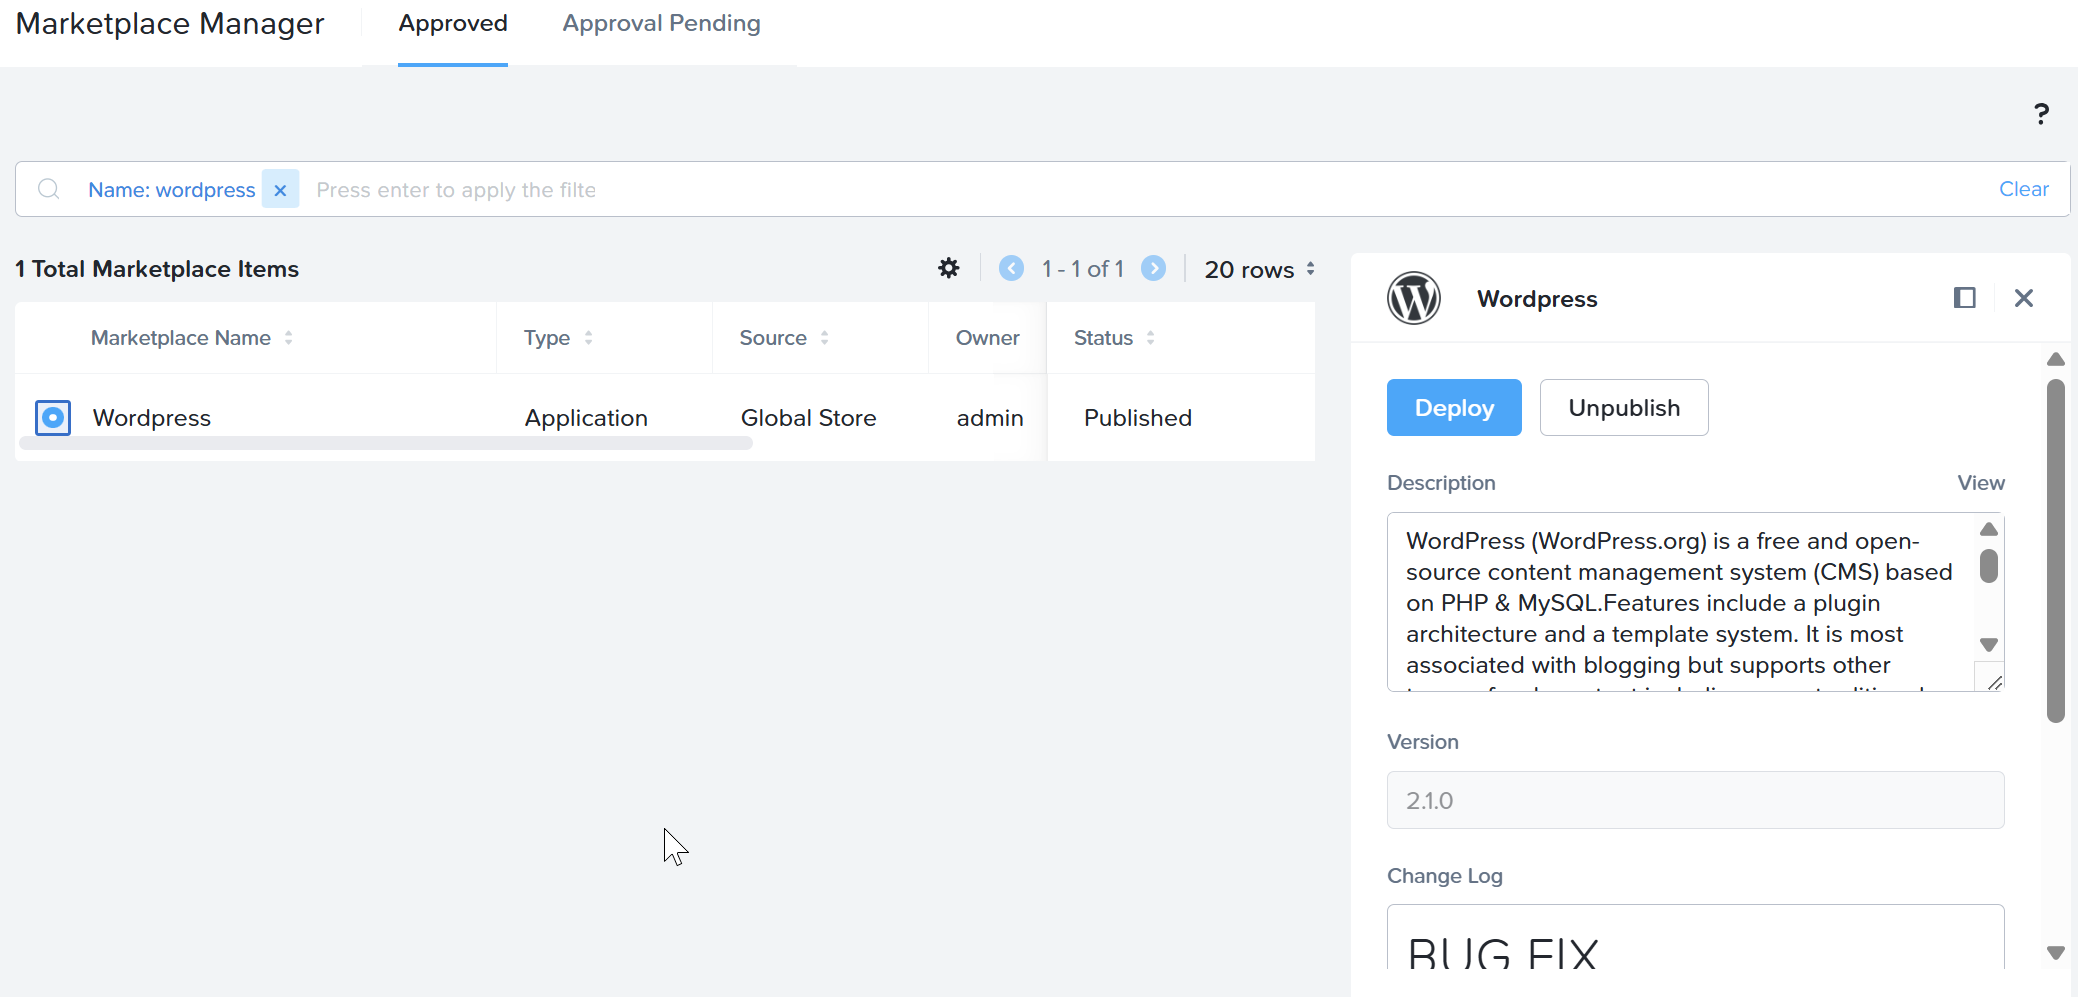 Marketplace Manager
Approved
Approval Pending
?
Name: wordpress ×
Press enter to apply the filte
Clear
1 Total Marketplace Items
1 - 1 of 1
20 rows
Marketplace Name
Type
Source
Owner
Status
Wordpress
Application
Global Store
admin
Published
Wordpress
Deploy
Unpublish
Description
View
WordPress (WordPress.org) is a free and open-
source content management system (CMS) based
on PHP & MySQL.Features include a plugin
architecture and a template system. It is most
associated with blogging but supports other
Version
2.1.0
Change Log
BUG FIX